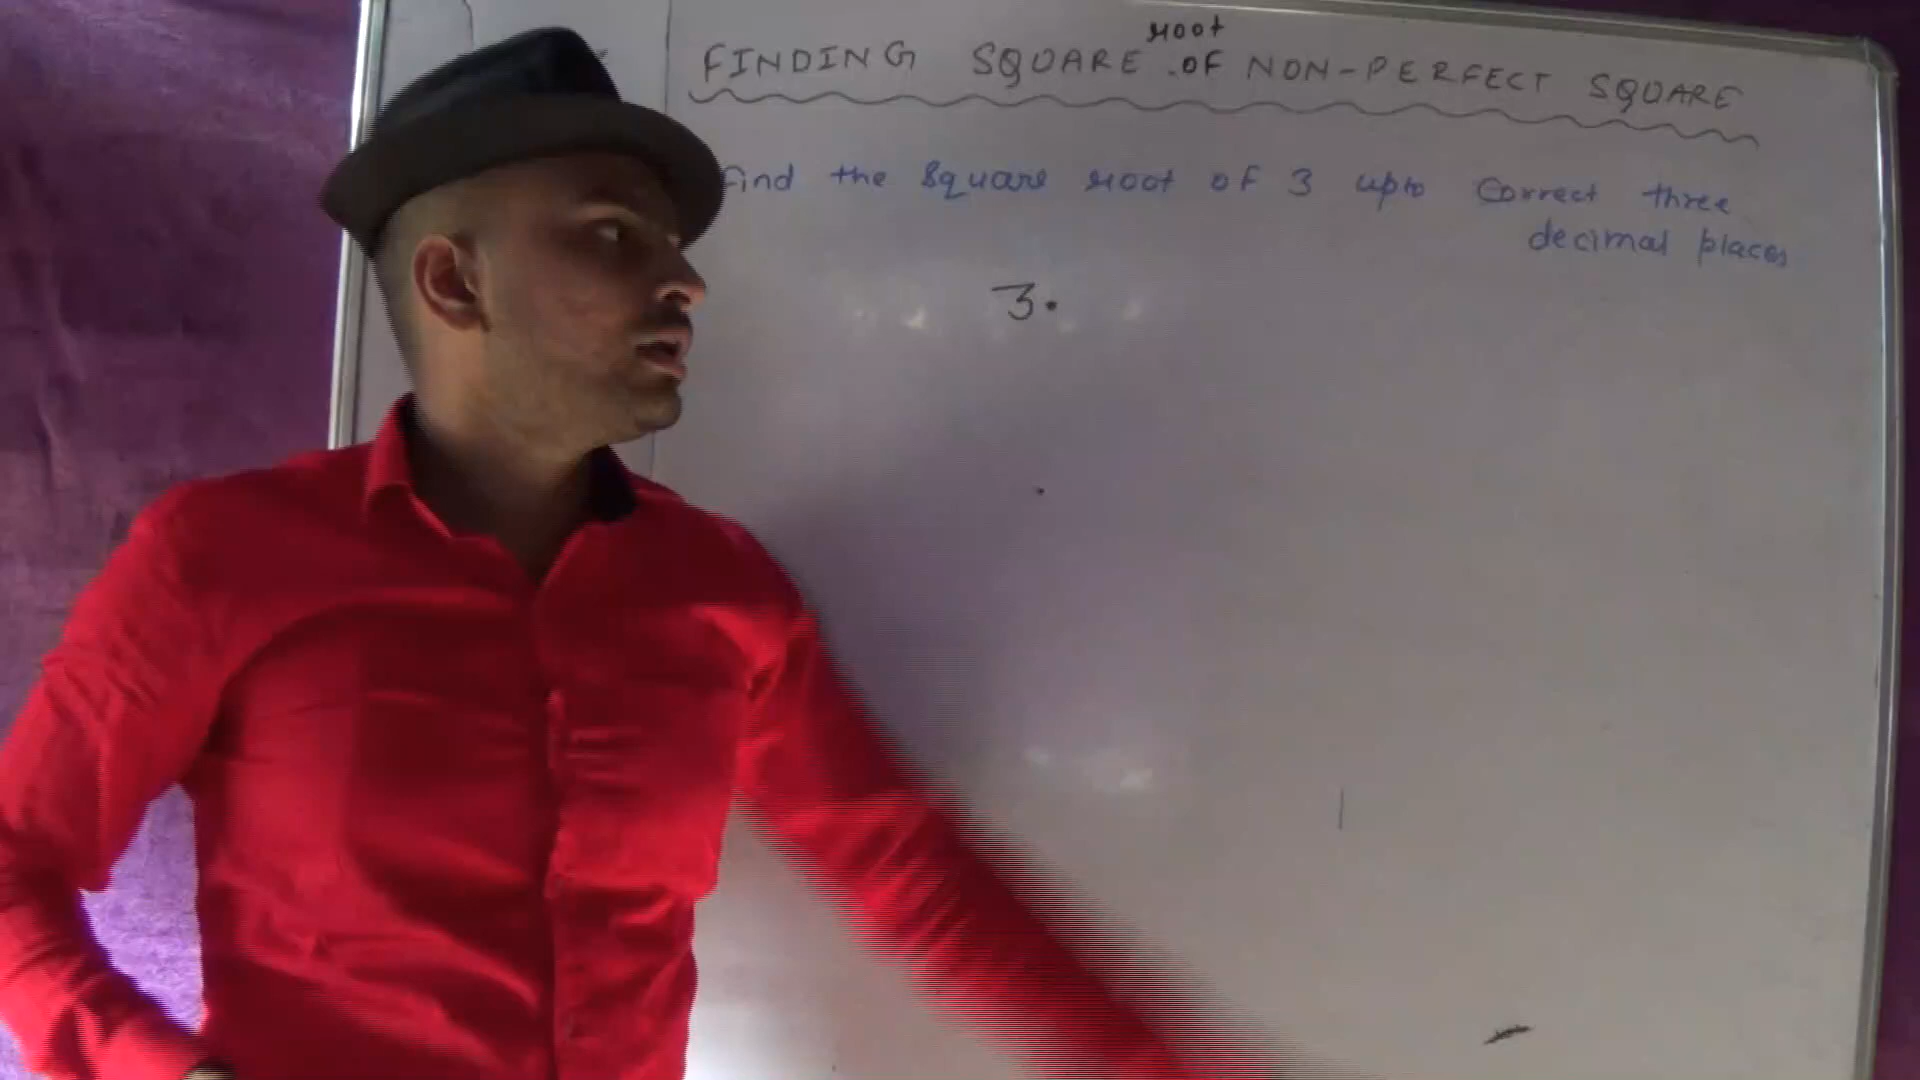 FINDING SQUARE root OF NON-PERFECT SQUARE
Find the square root of 3 upto correct three
decimal places
3.